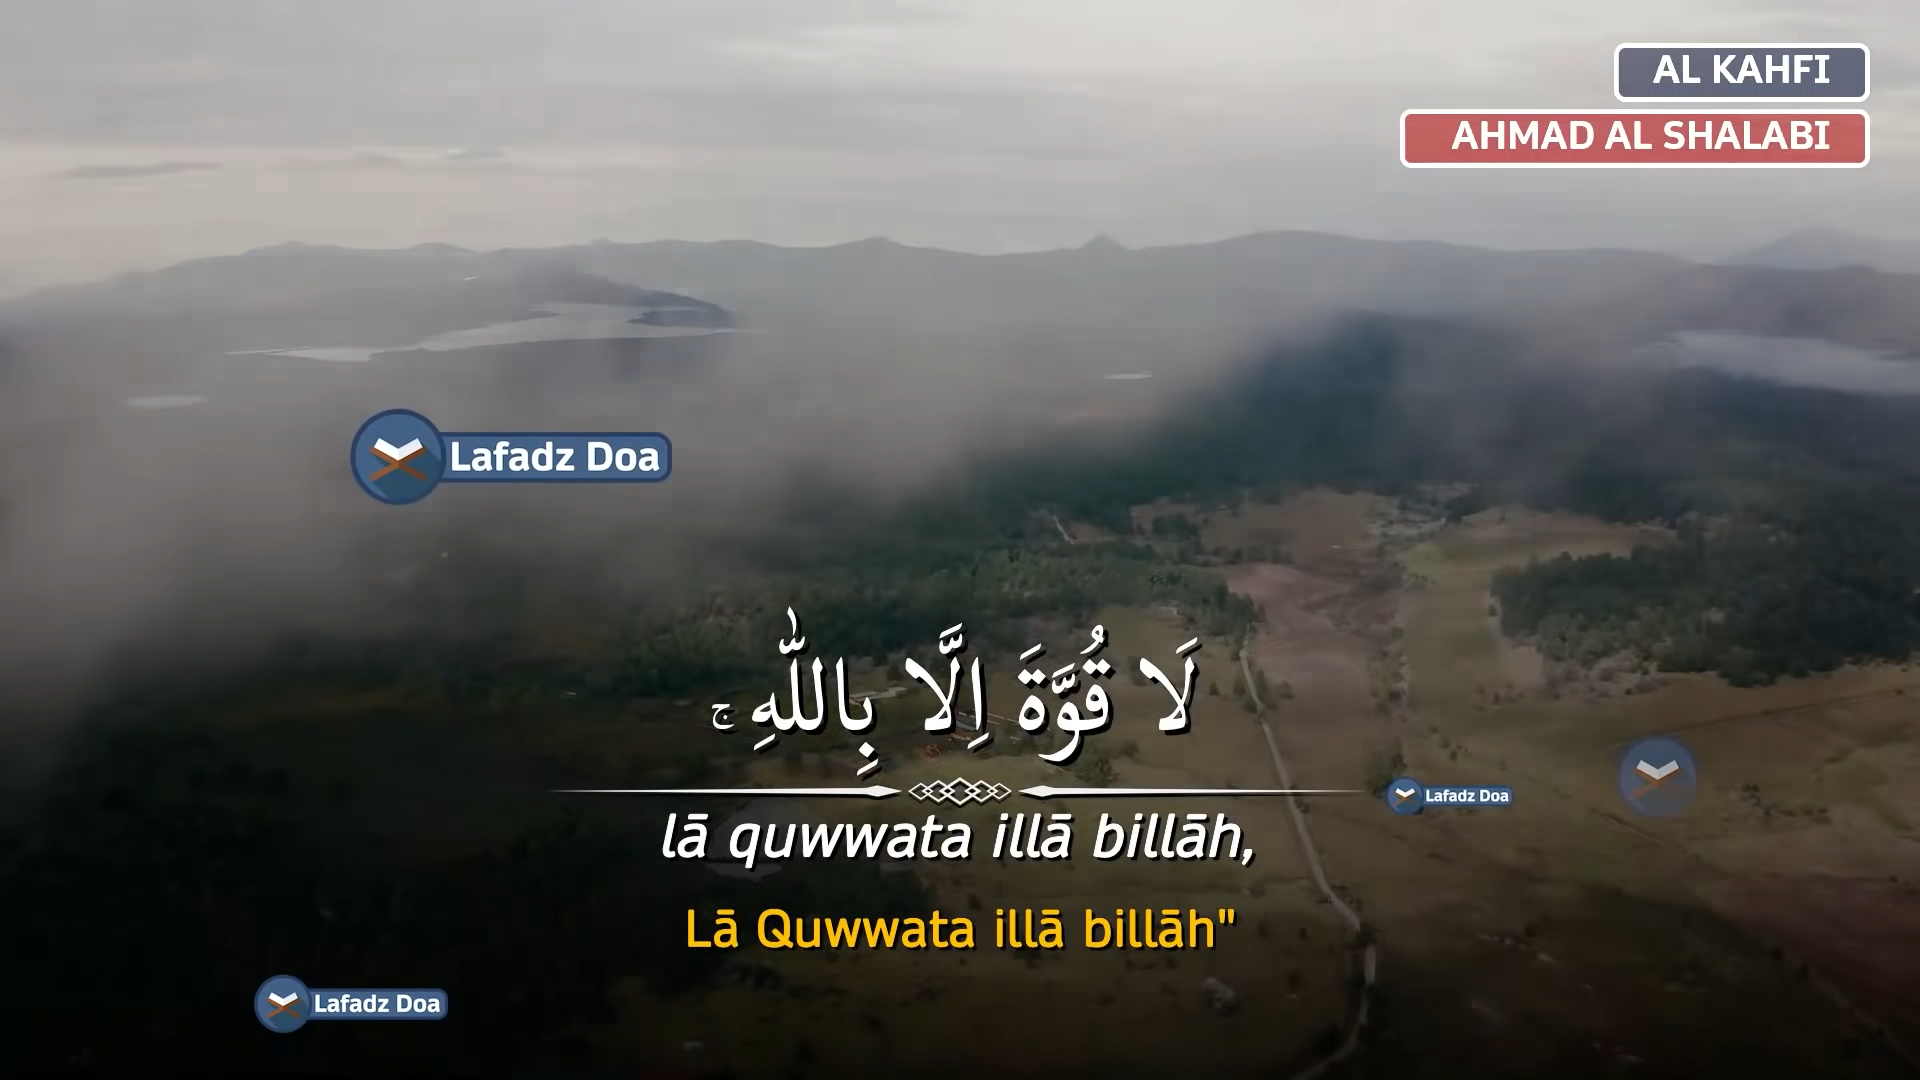 AL KAHFI
AHMAD AL SHALABI
Lafadz Doa
لَا قُوَّةَ اِلَّا بِاللّٰهِ ۚ
lā quwwata illā billāh,
Lafadz Doa
Lā Quwwata illā billāh"
Lafadz Doa